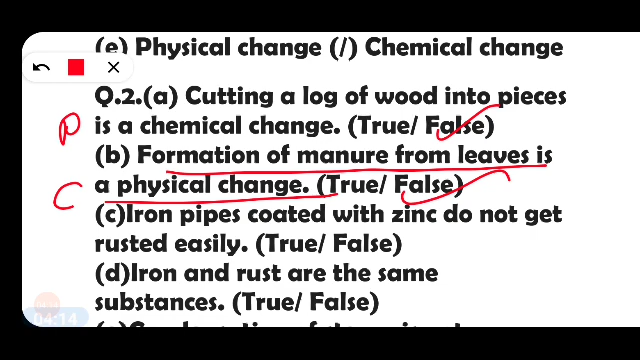 (e) Physical change (/) Chemical change
Q.2.(a) Cutting a log of wood into pieces
P is a chemical change. (True/ False)
(b) Formation of manure from leaves is
C a physical change. (True/ False)
(c)Iron pipes coated with zinc do not get
rusted easily. (True/ False)
(d)Iron and rust are the same
substances. (True/ False)
04:14